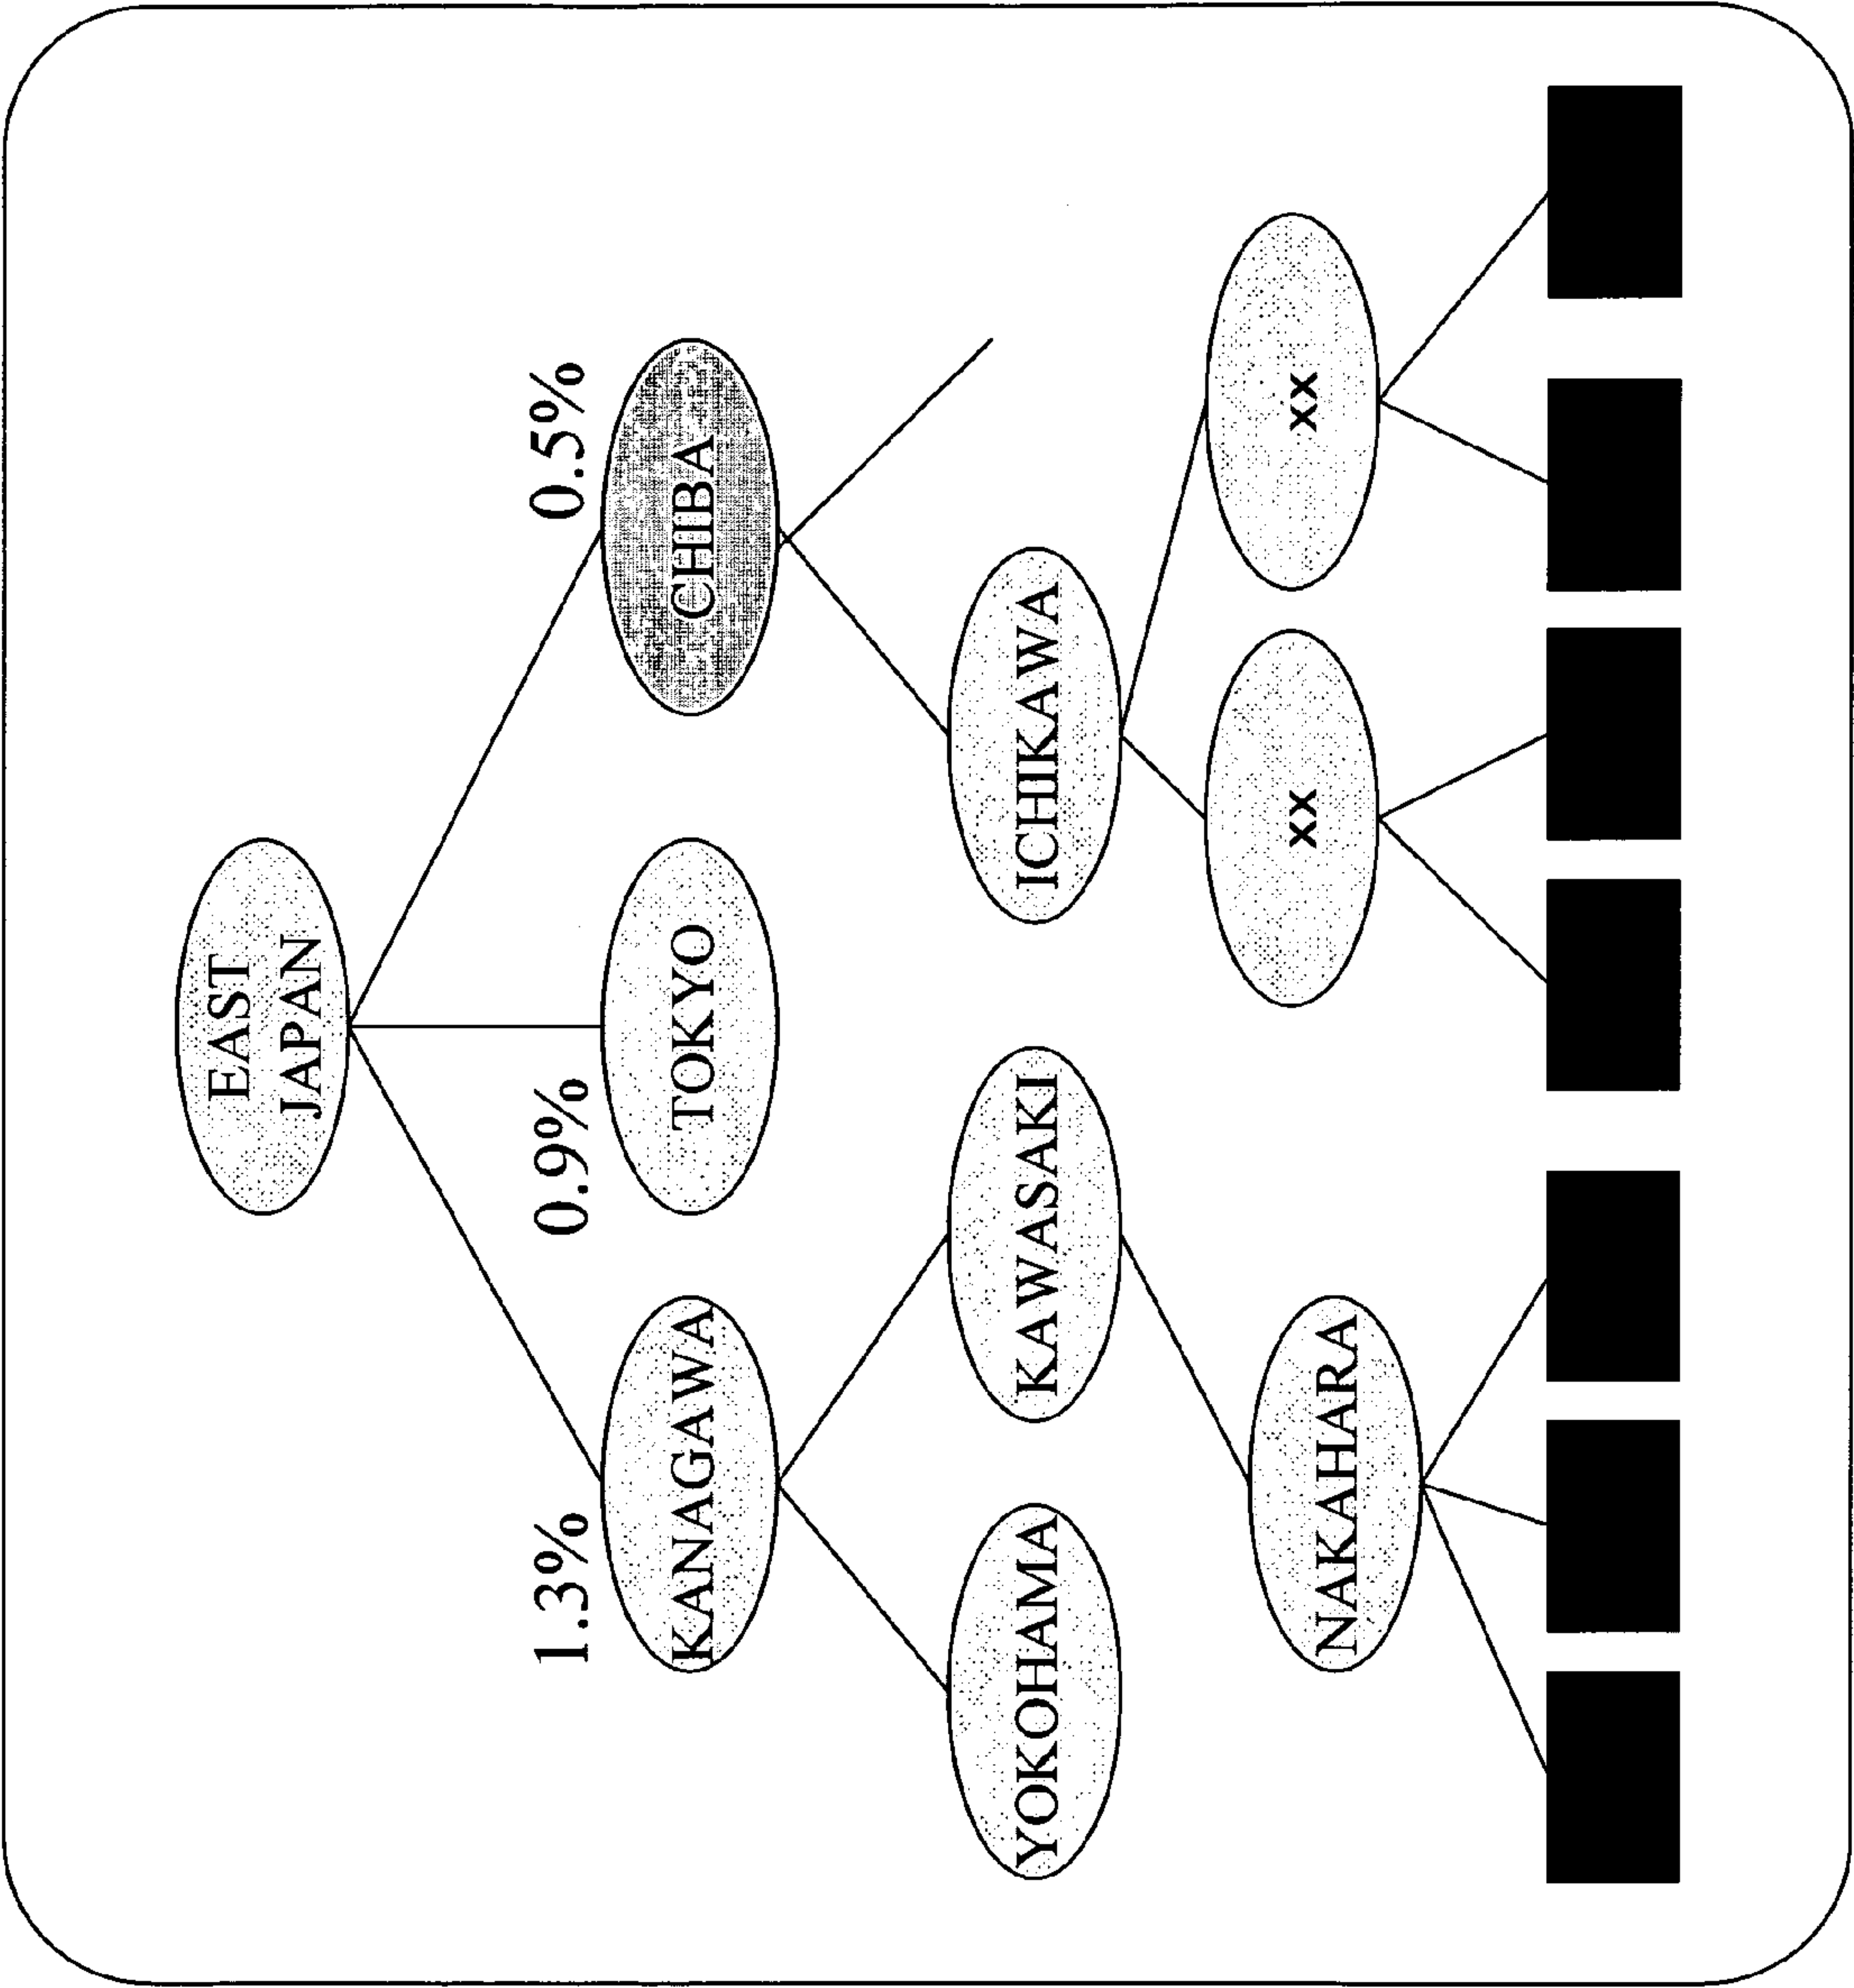 EAST
JAPAN
1.3%
0.9%
0.5%
KANAGAWA
TOKYO
CHIBA
YOKOHAMA
KAWASAKI
ICHIKAWA
NAKAHARA
xx
xx